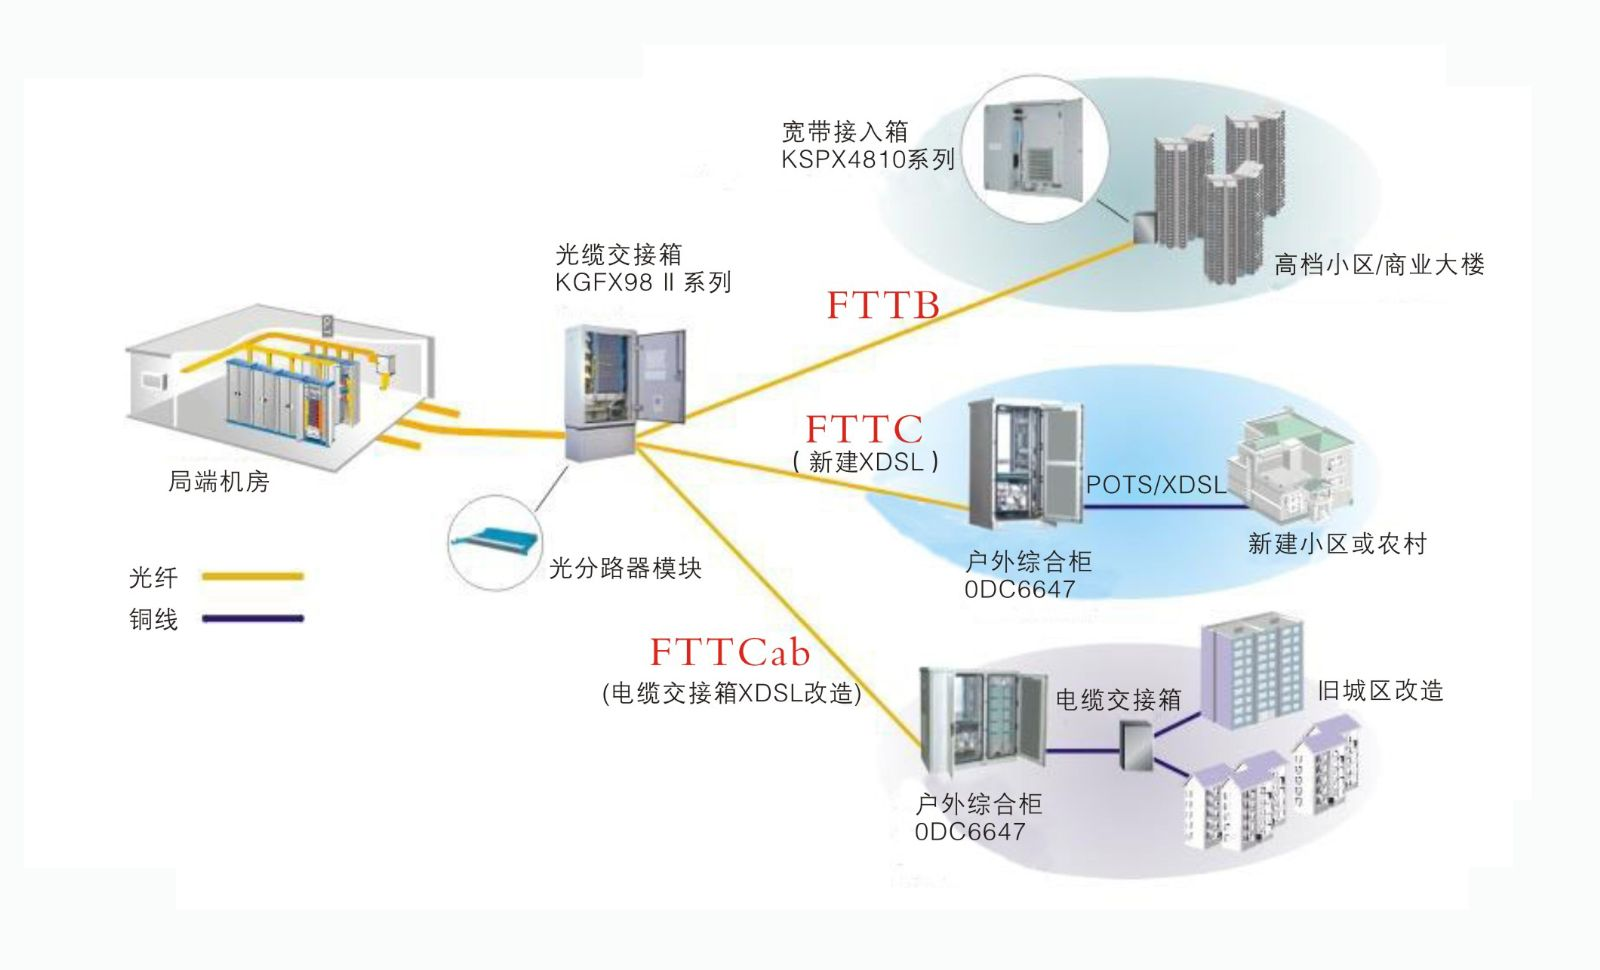 宽带接入箱
KSPX4810系列
高档小区/商业大楼
光缆交接箱
KGFX98 II 系列
FTTB
局端机房
FTTC
( 新建XDSL )
POTS/XDSL
新建小区或农村
户外综合柜
0DC6647
光分路器模块
光纤
铜线
FTTCab
(电缆交接箱XDSL改造)
电缆交接箱
旧城区改造
户外综合柜
0DC6647